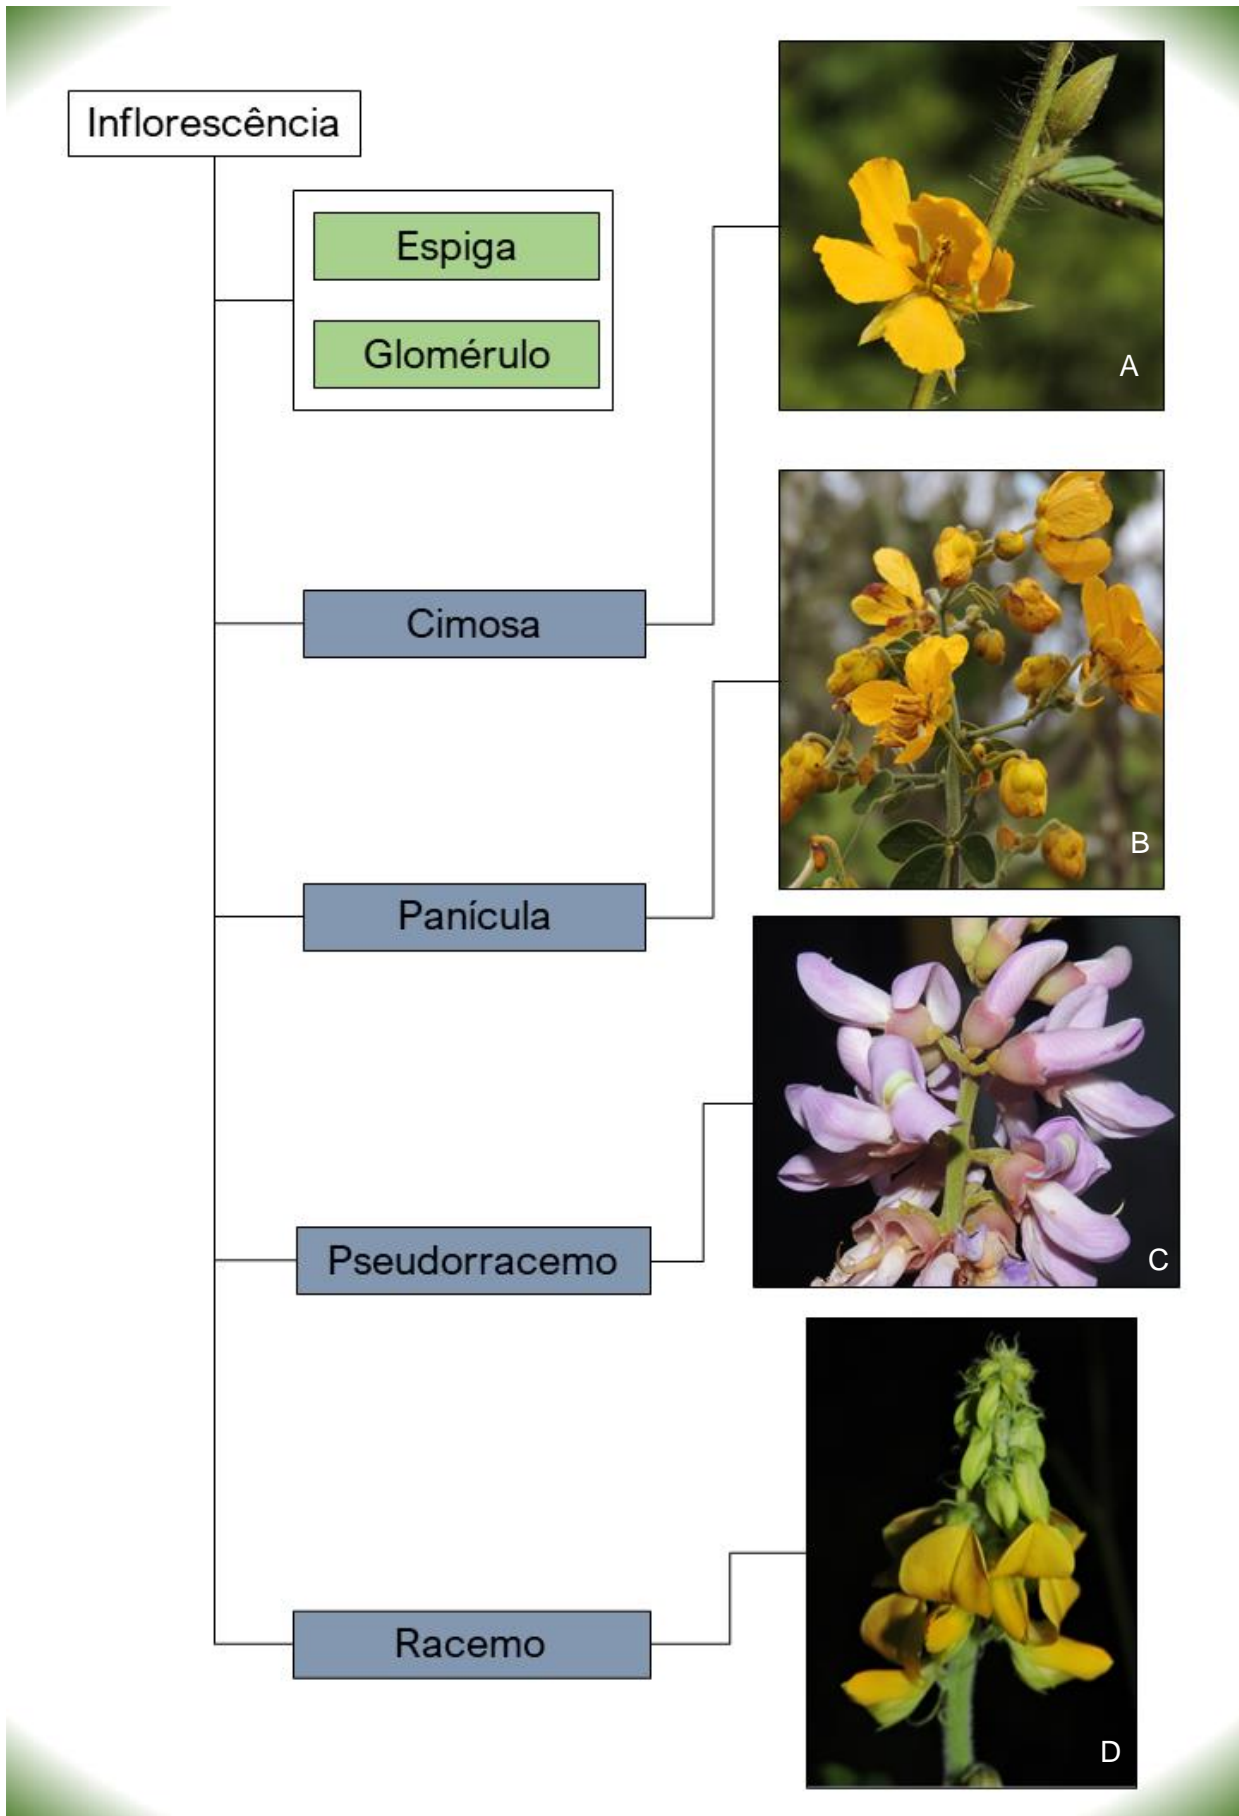 Inflorescência
Espiga
Glomérulo
A
Cimosa
B
Panícula
C
Pseudorracemo
D
Racemo